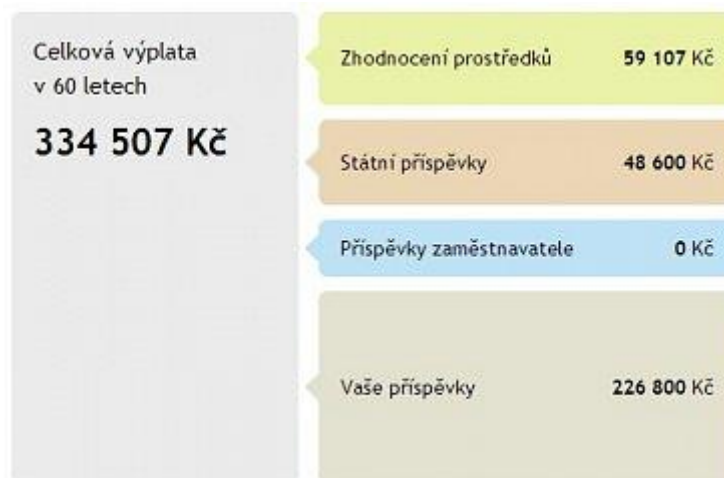 Celková výplata
v 60 letech
334 507 Kč
Zhodnocení prostředků 59 107 Kč
Státní příspěvky 48 600 Kč
Příspěvky zaměstnavatele 0 Kč
Vaše příspěvky 226 800 Kč